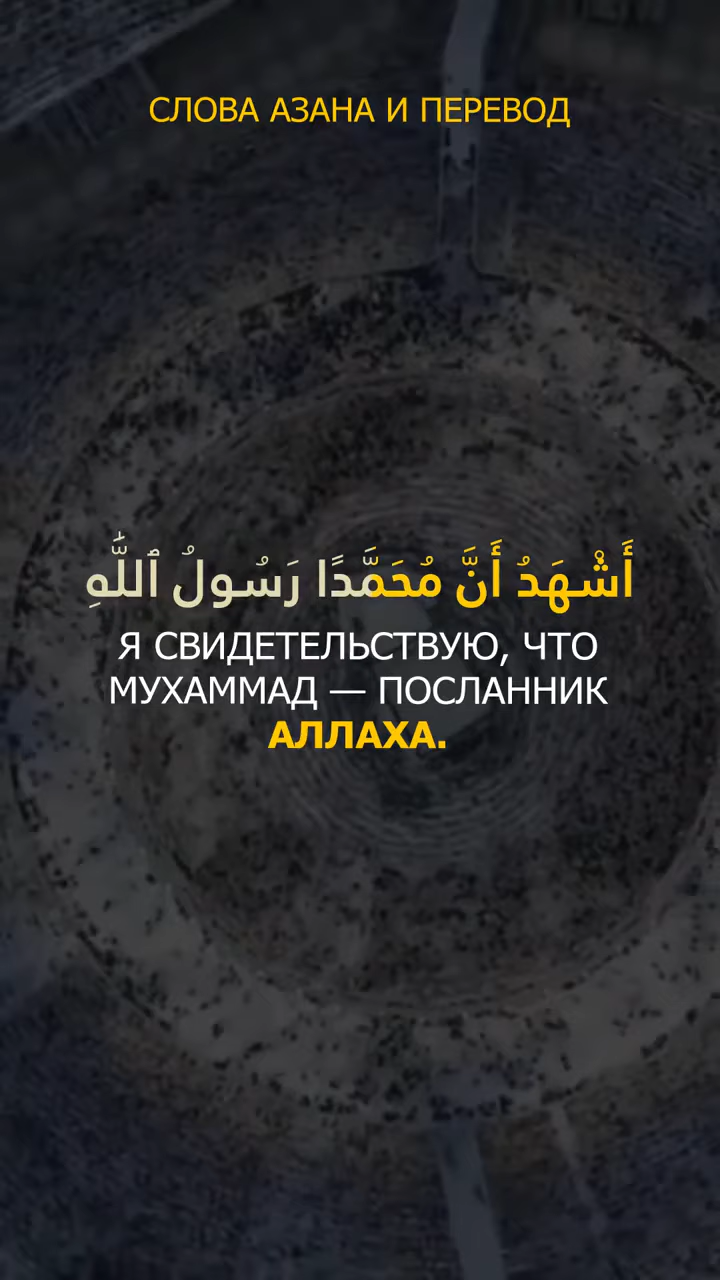 СЛОВА АЗАНА И ПЕРЕВОД
أَشْهَدُ أَنَّ مُحَمَّدًا رَسُولُ ٱللَّٰهِ
Я СВИДЕТЕЛЬСТВУЮ, ЧТО
МУХАММАД — ПОСЛАННИК
АЛЛАХА.